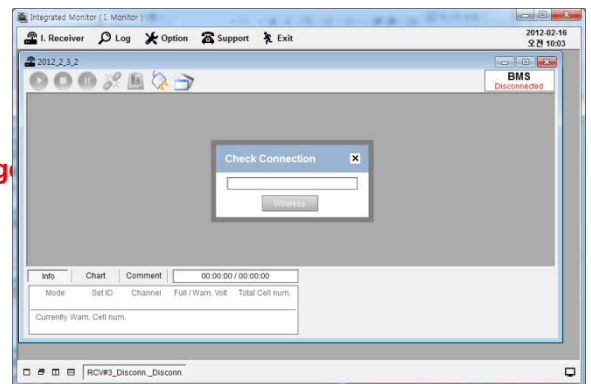 Integrated Monitor ( I. Monitor )
I. Receiver Log Option Support Exit
2012-02-16
오전 10:03
2012_2_3_2
BMS
Disconnected
Check Connection
Wireless
Info Chart Comment 00:00:00 / 00:00:00
Mode Set ID Channel Full / Warn. Volt Total Cell num.
Currently, Warn. Cell num.
RCV#3_Disconn._Disconn.